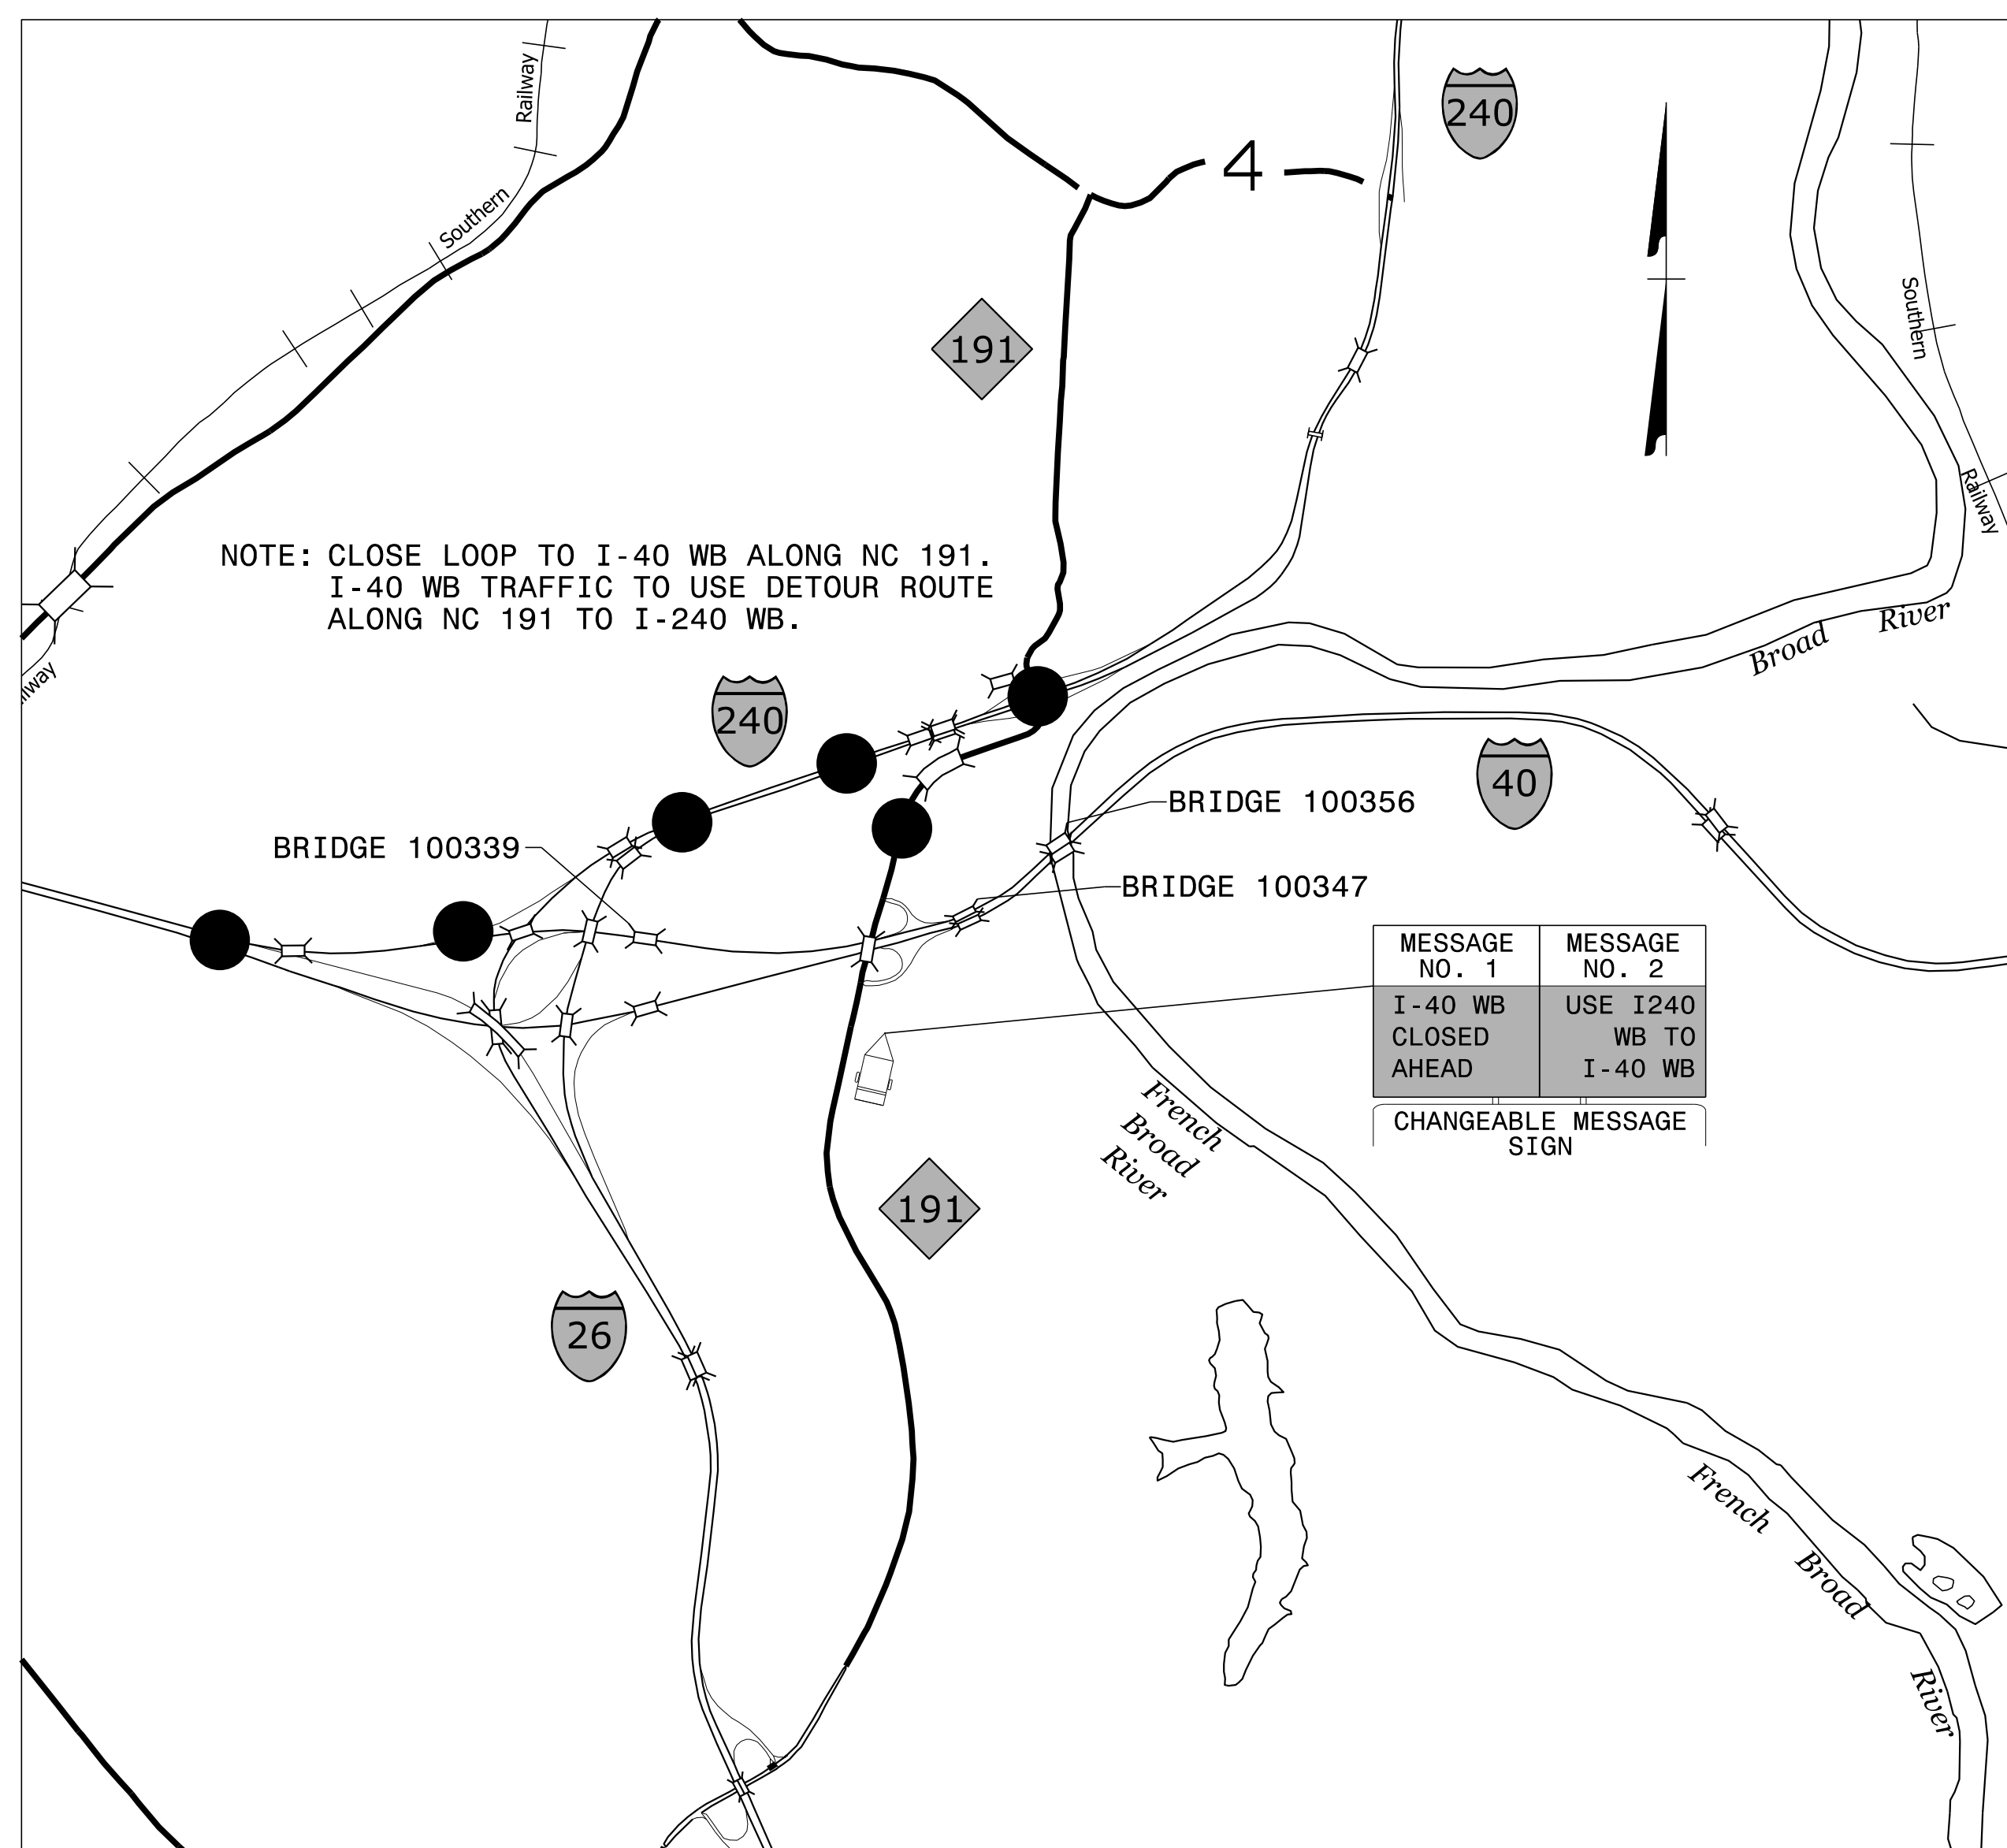 Railway
Southern
240
4
191
Southern
Railway
NOTE: CLOSE LOOP TO I-40 WB ALONG NC 191.
I-40 WB TRAFFIC TO USE DETOUR ROUTE
ALONG NC 191 TO I-240 WB.
Broad River
240
40
BRIDGE 100356
BRIDGE 100339
BRIDGE 100347
MESSAGE
NO. 1
I-40 WB
CLOSED
AHEAD
MESSAGE
NO. 2
USE I240
WB TO
I-40 WB
CHANGEABLE MESSAGE
SIGN
French
Broad
River
191
26
French
Broad
River